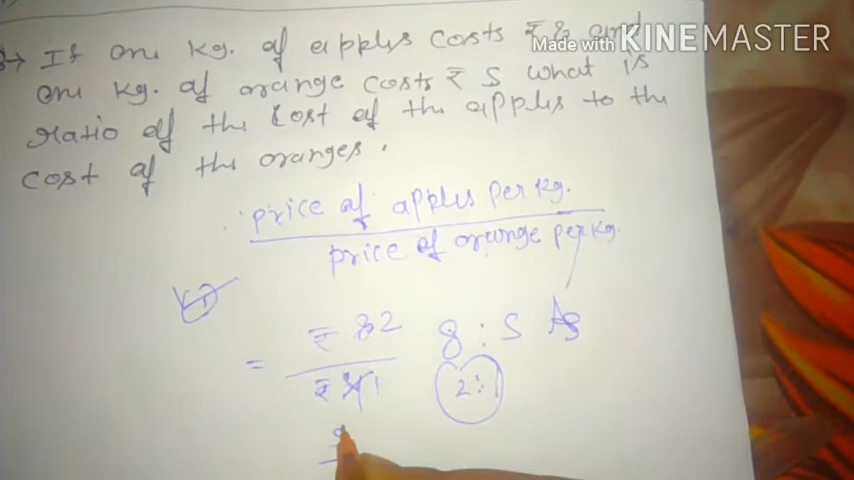 → If one kg. of apples costs ₹ 8 and
Made with KINEMASTER
one kg. of orange costs ₹ 5 what is
ratio of the cost of the apples to the
cost of the oranges.
price of apples per kg.
price of orange per kg.
= ₹ 82 8 : 5 As
₹ 1 2:1